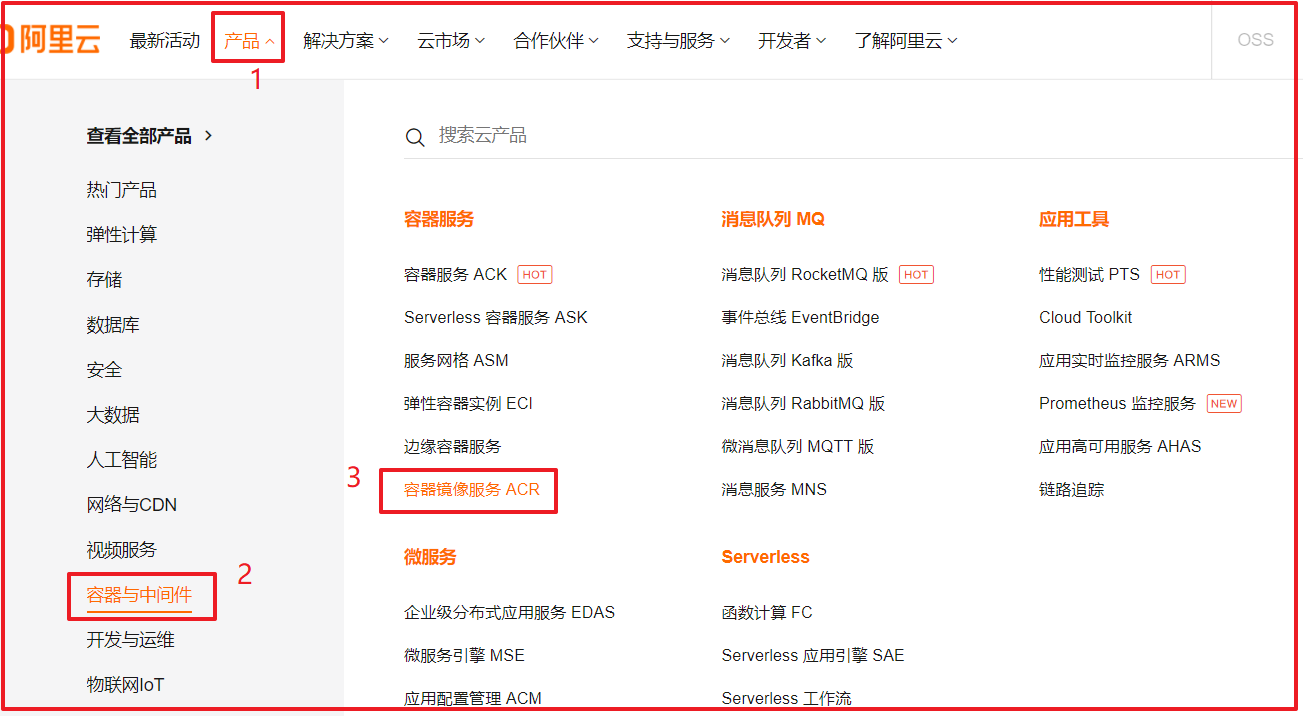 阿里云 最新活动 产品 解决方案 云市场 合作伙伴 支持与服务 开发者 了解阿里云 OSS
1
查看全部产品
热门产品
弹性计算
存储
数据库
安全
大数据
人工智能
网络与CDN
视频服务
容器与中间件
2
开发与运维
物联网IoT
搜索云产品
容器服务
容器服务 ACK HOT
Serverless 容器服务 ASK
服务网格 ASM
弹性容器实例 ECI
边缘容器服务
3
容器镜像服务 ACR
微服务
企业级分布式应用服务 EDAS
微服务引擎 MSE
应用配置管理 ACM
消息队列 MQ
消息队列 RocketMQ 版 HOT
事件总线 EventBridge
消息队列 Kafka 版
消息队列 RabbitMQ 版
微消息队列 MQTT 版
消息服务 MNS
Serverless
函数计算 FC
Serverless 应用引擎 SAE
Serverless 工作流
应用工具
性能测试 PTS HOT
Cloud Toolkit
应用实时监控服务 ARMS
Prometheus 监控服务 NEW
应用高可用服务 AHAS
链路追踪